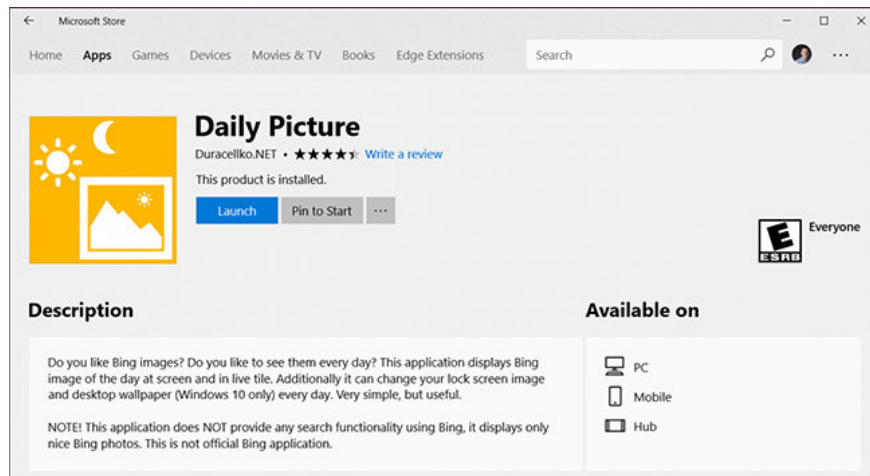 Microsoft Store
Home Apps Games Devices Movies & TV Books Edge Extensions Search
Daily Picture
Duracellko.NET • Write a review
This product is installed.
Launch Pin to Start ...
E
ESRB
Everyone
Description
Do you like Bing images? Do you like to see them every day? This application displays Bing
image of the day at screen and in live tile. Additionally it can change your lock screen image
and desktop wallpaper (Windows 10 only) every day. Very simple, but useful.
NOTE! This application does NOT provide any search functionality using Bing, it displays only
nice Bing photos. This is not official Bing application.
Available on
PC
Mobile
Hub